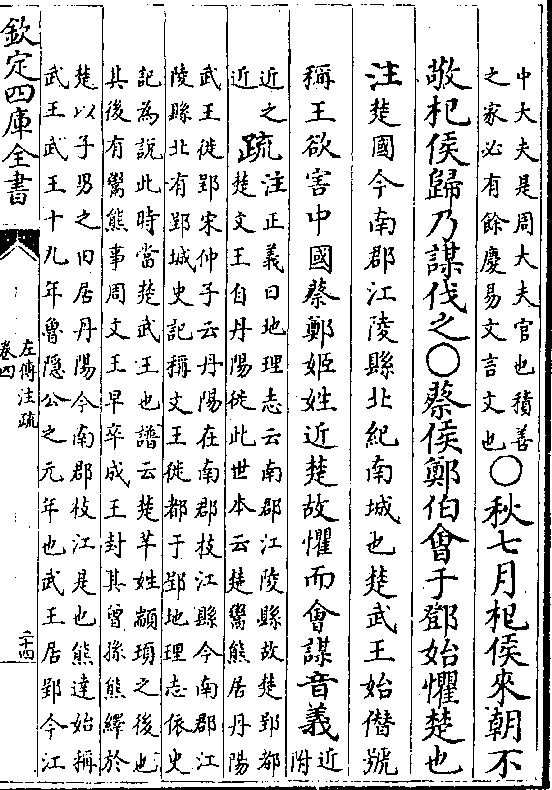 中大夫是周大夫官也積善
之家必有餘慶易文言文也
○秋七月杞侯來朝不
敬杞侯歸乃謀伐之○蔡侯鄭伯會于鄧始懼楚也
注楚國今南郡江陵縣北紀南城也楚武王始僭號
稱王欲害中國蔡鄭姬姓近楚故懼而會謀音義
近附
近之
近
疏
注正義曰地理志云南郡江陵縣故楚郢都
楚文王自丹陽徙此世本云楚鬻熊居丹陽
武王徙郢宋仲子云丹陽在南郡枝江縣今南郡江
陵縣北有郢城史記稱文王徙都于郢地理志依史
記為說此時當楚武王也譜云楚芈姓顓頊之後也
其後有鬻熊事周文王早卒成王封其曾孫熊繹於
楚以子男之田居丹陽今南郡枝江是也熊達始稱
武王武王十九年魯隱公之元年也武王居郢今江
欽定四庫全書
左傳注疏
卷四
二十四